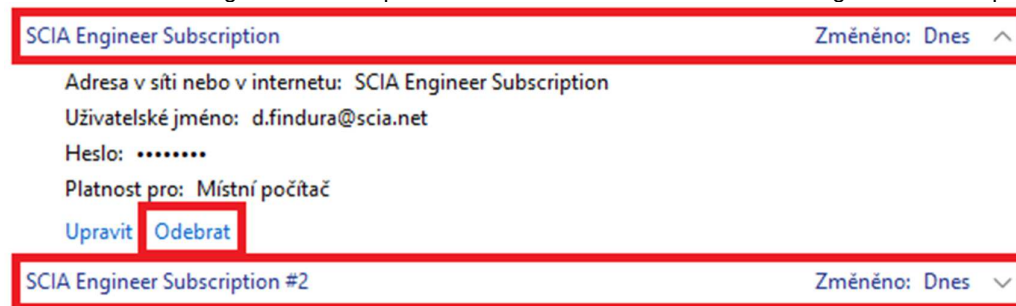 SCIA Engineer Subscription Změněno: Dnes
Adresa v síti nebo v internetu: SCIA Engineer Subscription
Uživatelské jméno: d.findura@scia.net
Heslo: ••••••••
Platnost pro: Místní počítač
Upravit Odebrat
SCIA Engineer Subscription #2 Změněno: Dnes